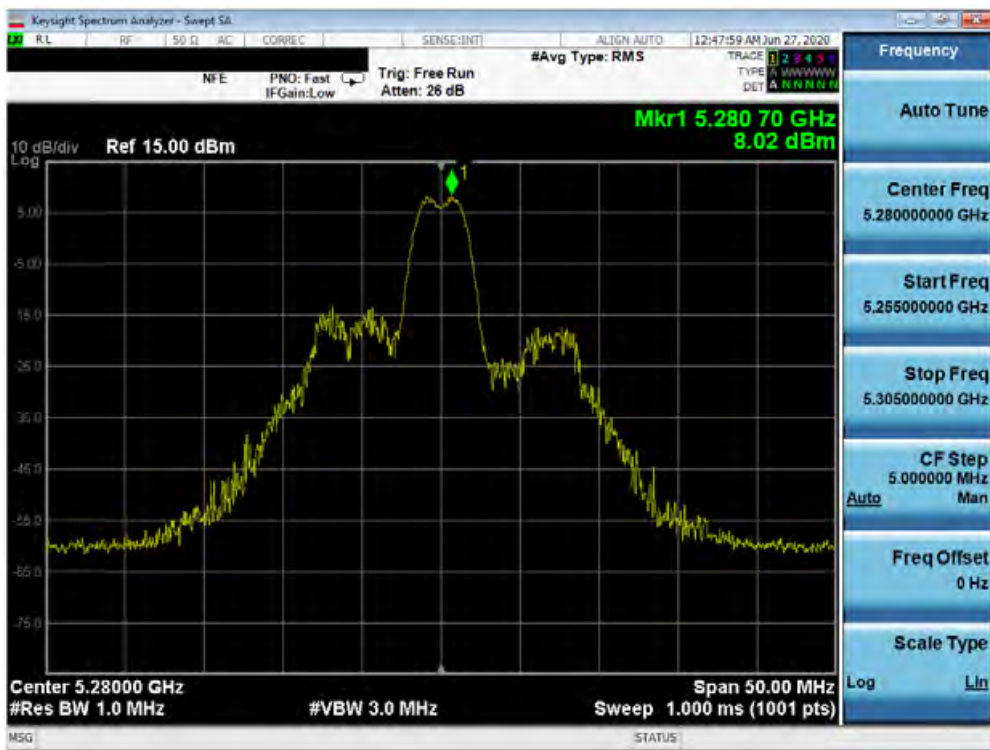 Keysight Spectrum Analyzer - Swept SA
RL RF 50 Ω AC CORREC SENSE:INT ALIGN AUTO 12:47:59 AM Jun 27, 2020
#Avg Type: RMS TRACE 1 2 3 4 5 6
NFE PNO: Fast Trig: Free Run TYPE A WWWWW
IFGain:Low Atten: 26 dB DET A N N N N N
Mkr1 5.280 70 GHz
8.02 dBm
10 dB/div Ref 15.00 dBm
Log
1
5.00
-5.00
-15.0
-25.0
-35.0
-45.0
-55.0
-65.0
-75.0
Center 5.28000 GHz Span 50.00 MHz
#Res BW 1.0 MHz #VBW 3.0 MHz Sweep 1.000 ms (1001 pts)
MSG STATUS
Frequency
Auto Tune
Center Freq
5.280000000 GHz
Start Freq
5.255000000 GHz
Stop Freq
5.305000000 GHz
CF Step
5.000000 MHz
Auto Man
Freq Offset
0 Hz
Scale Type
Log Lin